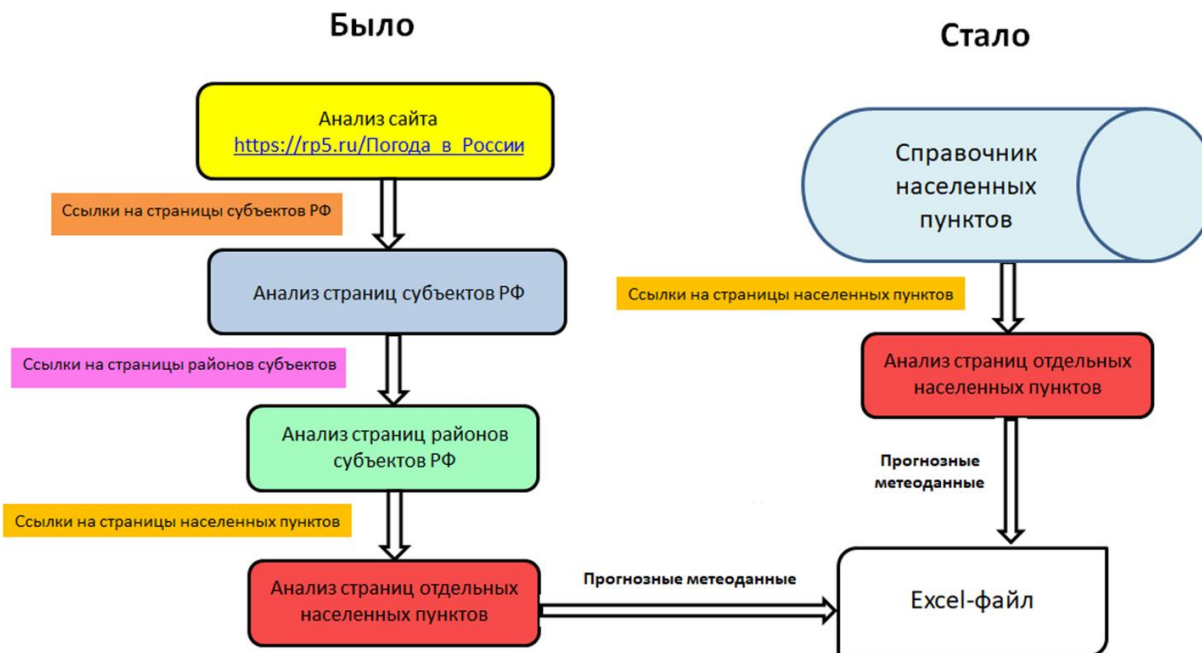 Было
Анализ сайта
https://rp5.ru/Погода_в_России
Ссылки на страницы субъектов РФ
Анализ страниц субъектов РФ
Ссылки на страницы районов субъектов
Анализ страниц районов
субъектов РФ
Ссылки на страницы населенных пунктов
Анализ страниц отдельных
населенных пунктов
Прогнозные метеоданные
Стало
Справочник
населенных
пунктов
Ссылки на страницы населенных пунктов
Анализ страниц отдельных
населенных пунктов
Прогнозные
метеоданные
Excel-файл